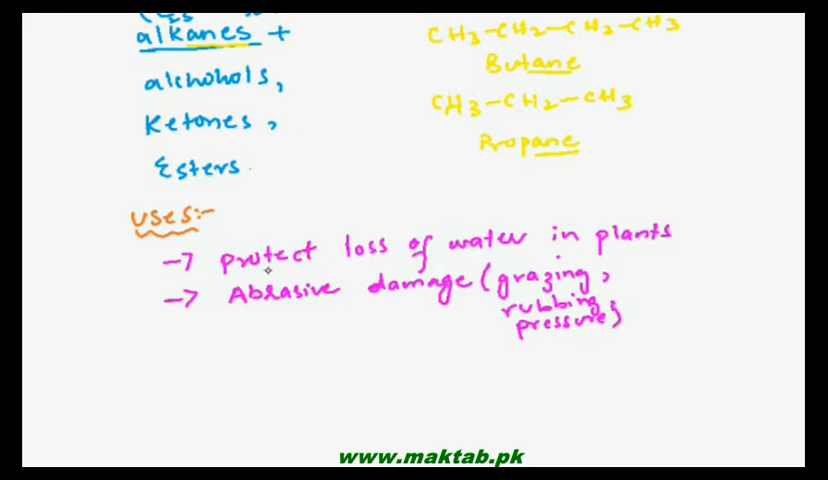 alkanes +
alchohols,
Ketones,
Esters.
CH3-CH2-CH2-CH3
Butane
CH3-CH2-CH3
Propane
uses:-
→ protect loss of water in plants
→ Abrasive damage (grazing,
rubbing
pressure)
www.maktab.pk